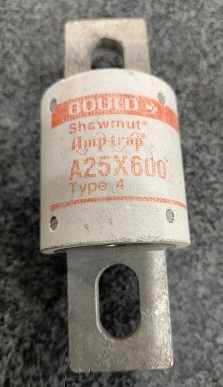 GOULD
Shawmut
Amp-trap
A25X600
Type 4